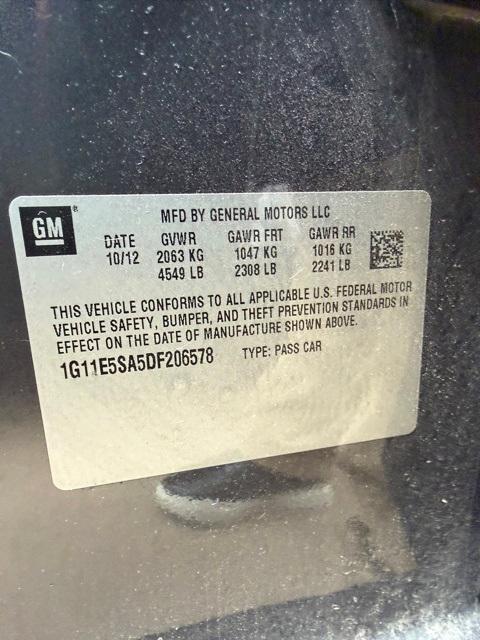 GM ®
MFD BY GENERAL MOTORS LLC
DATE GVWR GAWR FRT GAWR RR
10/12 2063 KG 1047 KG 1016 KG
4549 LB 2308 LB 2241 LB
THIS VEHICLE CONFORMS TO ALL APPLICABLE U.S. FEDERAL MOTOR
VEHICLE SAFETY, BUMPER, AND THEFT PREVENTION STANDARDS IN
EFFECT ON THE DATE OF MANUFACTURE SHOWN ABOVE.
1G11E5SA5DF206578 TYPE: PASS CAR